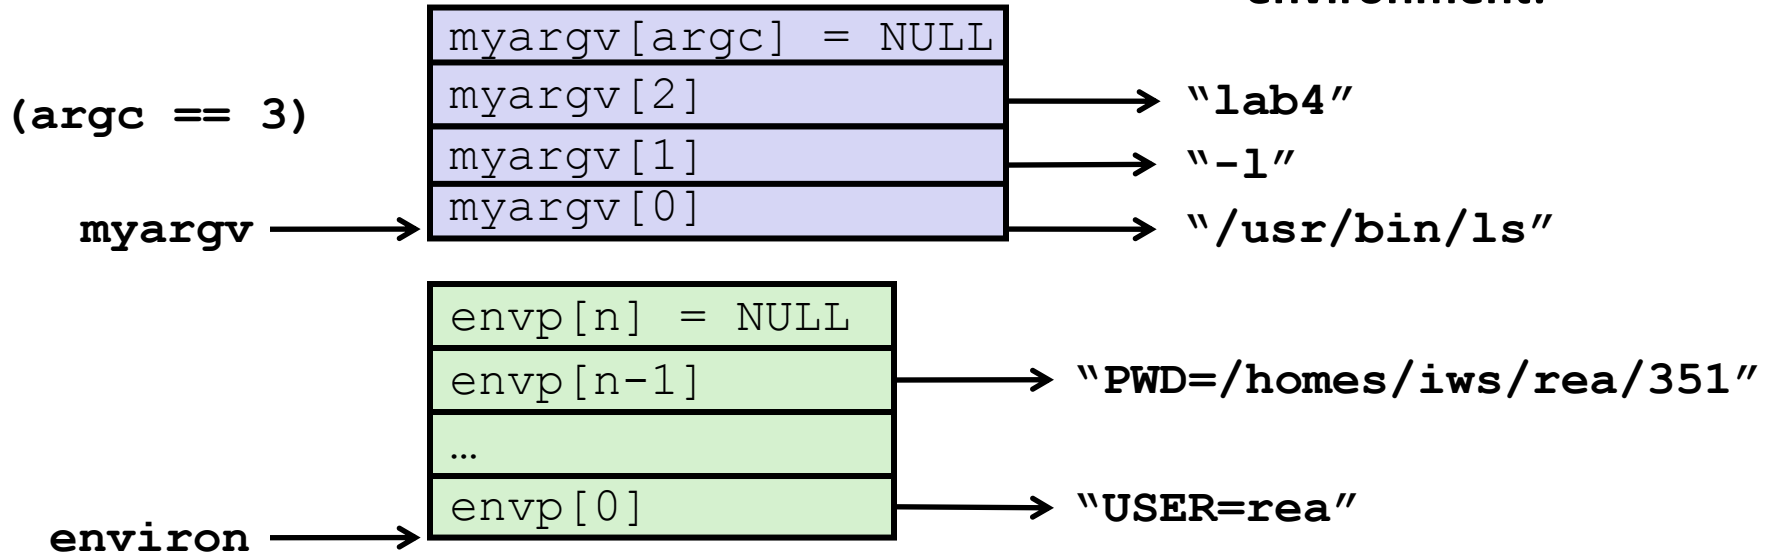 environment.
myargv[argc] = NULL
(argc == 3)
myargv[2] “lab4”
myargv[1] “-l”
myargv myargv[0] “/usr/bin/ls”
envp[n] = NULL
envp[n-1] “PWD=/homes/iws/rea/351”
…
envp[0] “USER=rea”
environ